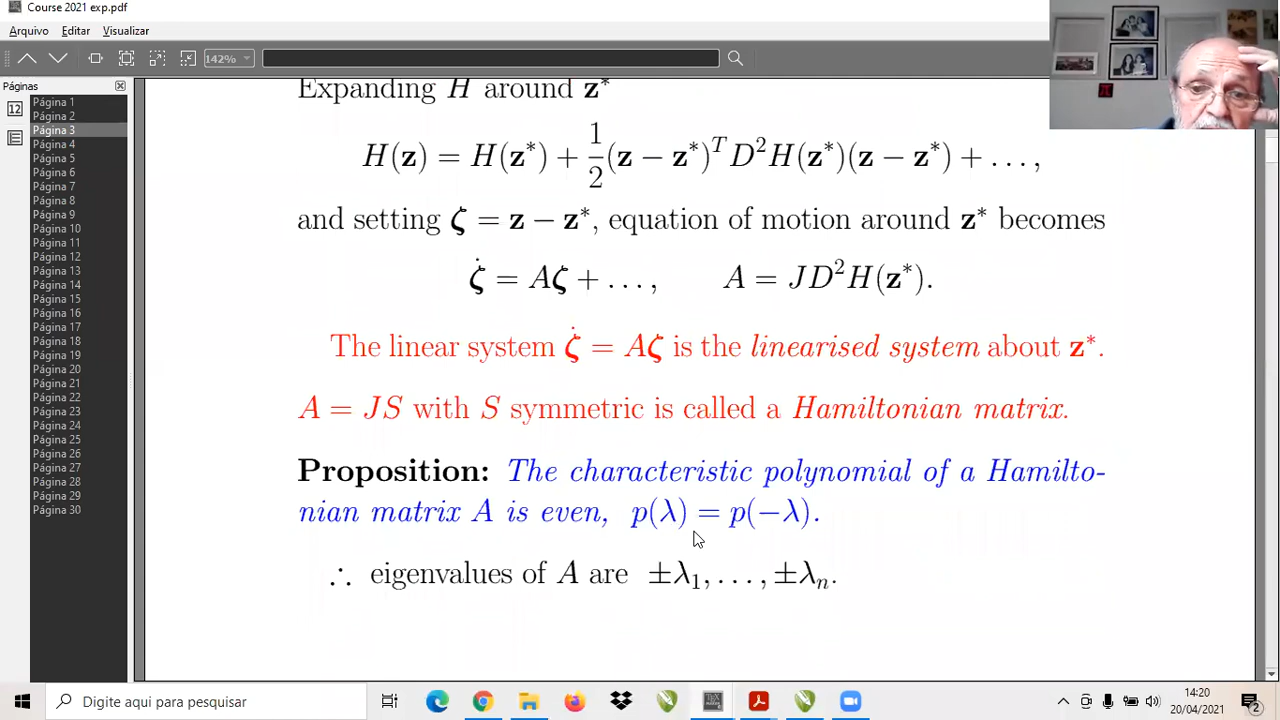 Course 2021 exp.pdf
Arquivo Editar Visualizar
142%
Páginas
12
Página 1
Página 2
Página 3
Página 4
Página 5
Página 6
Página 7
Página 8
Página 9
Página 10
Página 11
Página 12
Página 13
Página 14
Página 15
Página 16
Página 17
Página 18
Página 19
Página 20
Página 21
Página 22
Página 23
Página 24
Página 25
Página 26
Página 27
Página 28
Página 29
Página 30
Expanding H around z*
H(z) = H(z*) + 1/2 (z − z*)ᵀ D²H(z*)(z − z*) + . . . ,
and setting ζ = z − z*, equation of motion around z* becomes
ζ̇ = Aζ + . . . , A = JD²H(z*).
The linear system ζ̇ = Aζ is the linearised system about z*.
A = JS with S symmetric is called a Hamiltonian matrix.
Proposition: The characteristic polynomial of a Hamilto-
nian matrix A is even, p(λ) = p(−λ).
∴ eigenvalues of A are ±λ₁, . . . , ±λₙ.
Digite aqui para pesquisar
14:20
20/04/2021
2